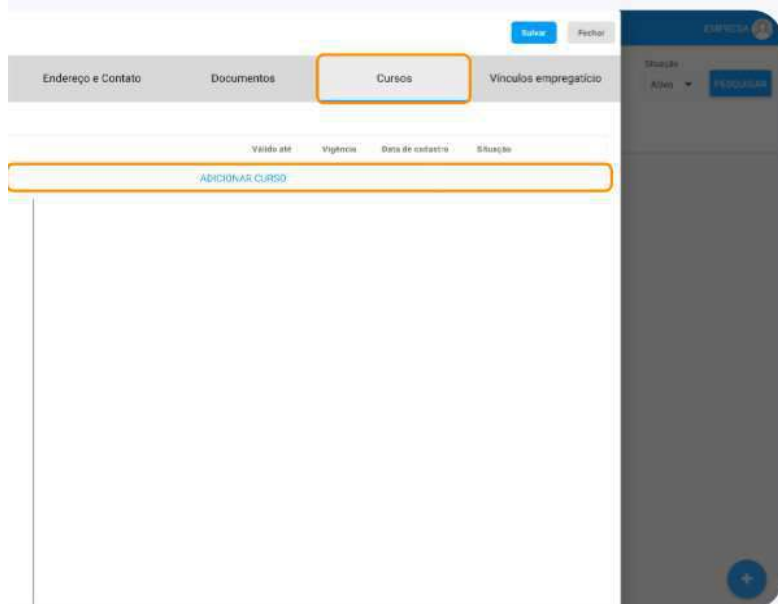 Salvar Fechar EMPRESA
Endereço e Contato Documentos Cursos Vínculos empregatício
Situação
Ativo PESQUISAR
Válido até Vigência Data de cadastro Situação
ADICIONAR CURSO